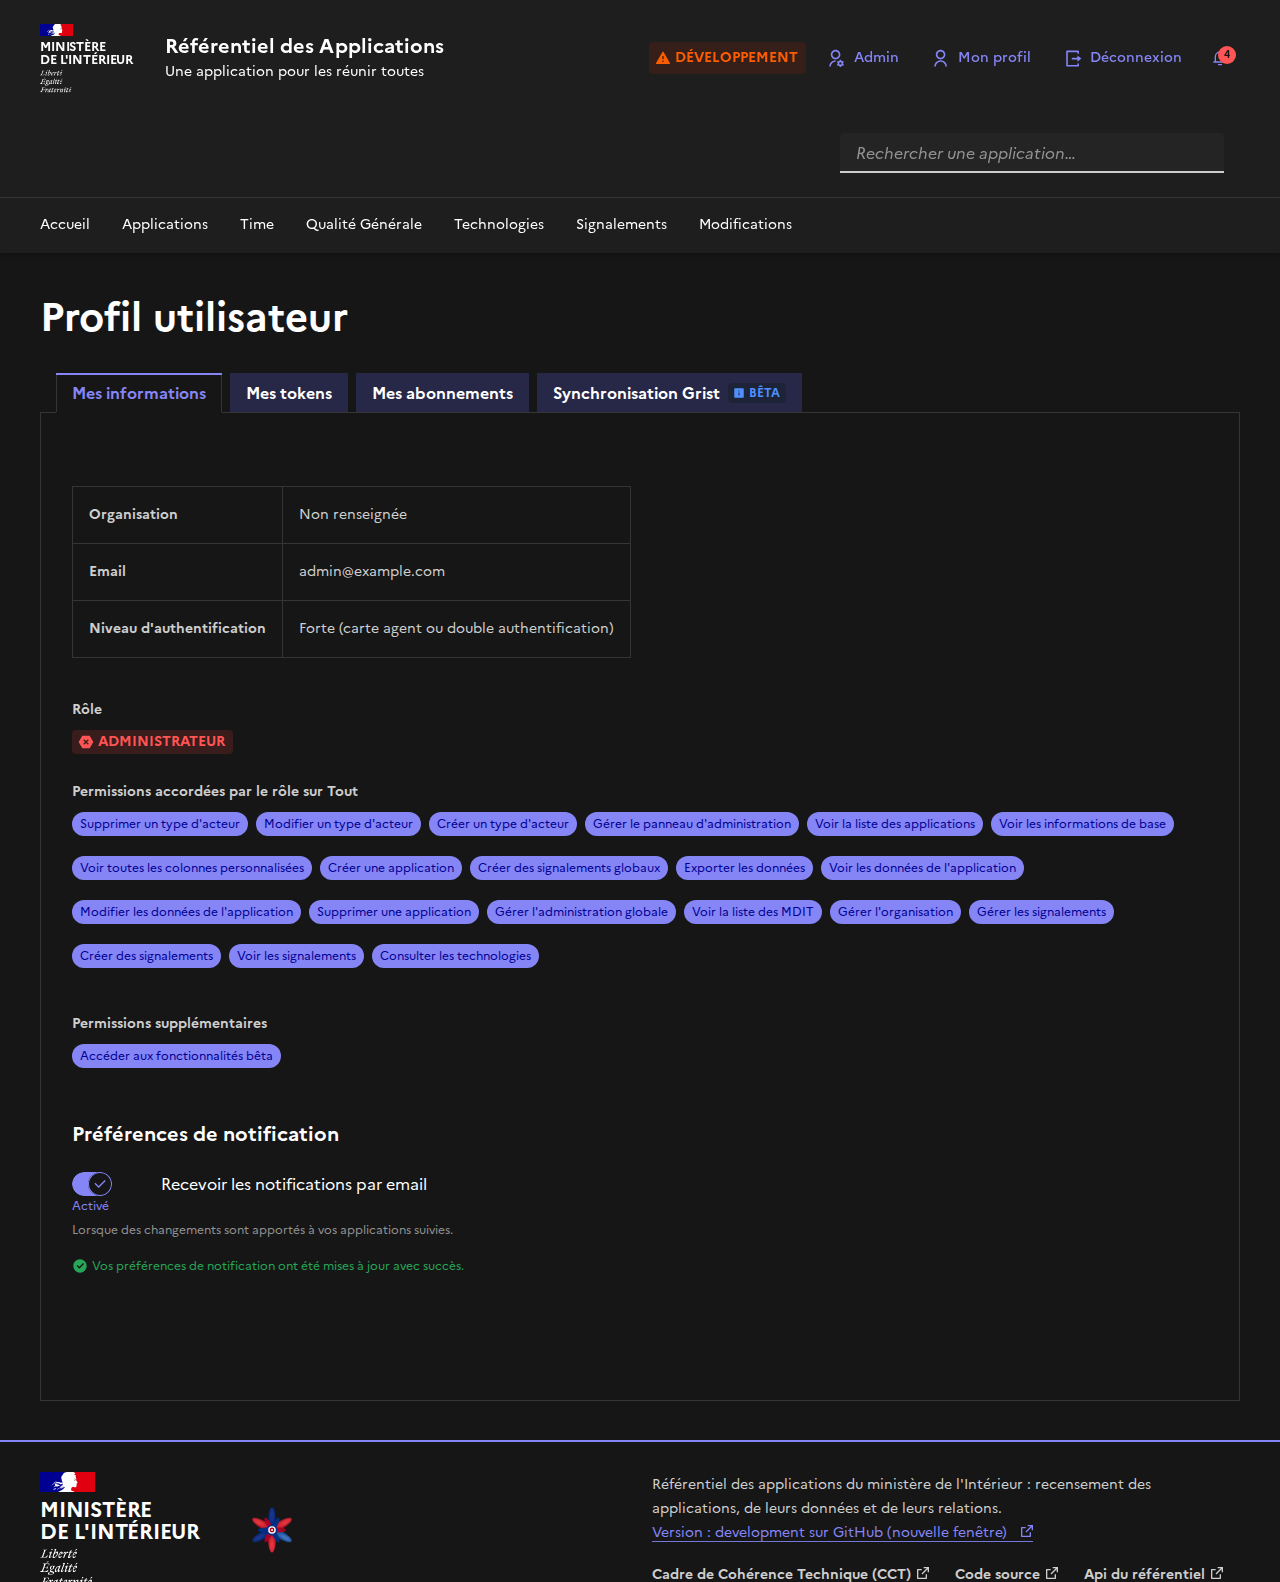 MINISTÈRE
DE L'INTÉRIEUR
Liberté
Égalité
Fraternité
Référentiel des Applications
Une application pour les réunir toutes
DÉVELOPPEMENT
Admin
Mon profil
Déconnexion
4
Rechercher une application…
Accueil
Applications
Time
Qualité Générale
Technologies
Signalements
Modifications
Profil utilisateur
Mes informations
Mes tokens
Mes abonnements
Synchronisation Grist
BÊTA
Organisation
Non renseignée
Email
admin@example.com
Niveau d'authentification
Forte (carte agent ou double authentification)
Rôle
ADMINISTRATEUR
Permissions accordées par le rôle sur Tout
Supprimer un type d'acteur
Modifier un type d'acteur
Créer un type d'acteur
Gérer le panneau d'administration
Voir la liste des applications
Voir les informations de base
Voir toutes les colonnes personnalisées
Créer une application
Créer des signalements globaux
Exporter les données
Voir les données de l'application
Modifier les données de l'application
Supprimer une application
Gérer l'administration globale
Voir la liste des MDIT
Gérer l'organisation
Gérer les signalements
Créer des signalements
Voir les signalements
Consulter les technologies
Permissions supplémentaires
Accéder aux fonctionnalités bêta
Préférences de notification
Recevoir les notifications par email
Activé
Lorsque des changements sont apportés à vos applications suivies.
Vos préférences de notification ont été mises à jour avec succès.
MINISTÈRE
DE L'INTÉRIEUR
Liberté
Égalité
Fraternité
Référentiel des applications du ministère de l'Intérieur : recensement des
applications, de leurs données et de leurs relations.
Version : development sur GitHub (nouvelle fenêtre)
Cadre de Cohérence Technique (CCT)
Code source
Api du référentiel